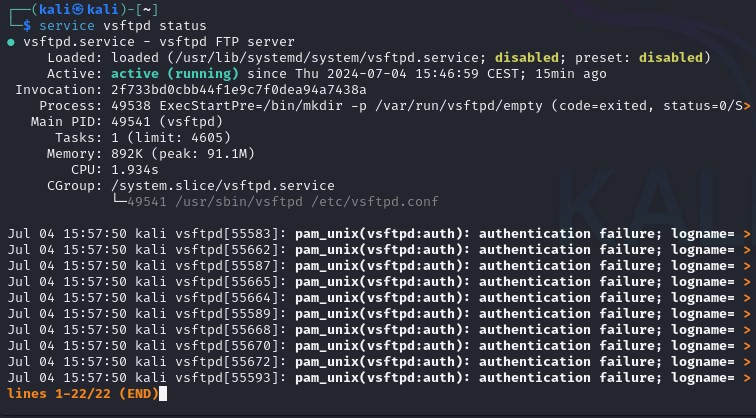 ┌──(kali㉿kali)-[~]
└─$ service vsftpd status
● vsftpd.service - vsftpd FTP server
     Loaded: loaded (/usr/lib/systemd/system/vsftpd.service; disabled; preset: disabled)
     Active: active (running) since Thu 2024-07-04 15:46:59 CEST; 15min ago
 Invocation: 2f733bd0cbb44f1e9c7f0dea94a7438a
    Process: 49538 ExecStartPre=/bin/mkdir -p /var/run/vsftpd/empty (code=exited, status=0/S>
   Main PID: 49541 (vsftpd)
      Tasks: 1 (limit: 4605)
     Memory: 892K (peak: 91.1M)
        CPU: 1.934s
     CGroup: /system.slice/vsftpd.service
             └─49541 /usr/sbin/vsftpd /etc/vsftpd.conf

Jul 04 15:57:50 kali vsftpd[55583]: pam_unix(vsftpd:auth): authentication failure; logname= >
Jul 04 15:57:50 kali vsftpd[55662]: pam_unix(vsftpd:auth): authentication failure; logname= >
Jul 04 15:57:50 kali vsftpd[55587]: pam_unix(vsftpd:auth): authentication failure; logname= >
Jul 04 15:57:50 kali vsftpd[55665]: pam_unix(vsftpd:auth): authentication failure; logname= >
Jul 04 15:57:50 kali vsftpd[55664]: pam_unix(vsftpd:auth): authentication failure; logname= >
Jul 04 15:57:50 kali vsftpd[55589]: pam_unix(vsftpd:auth): authentication failure; logname= >
Jul 04 15:57:50 kali vsftpd[55668]: pam_unix(vsftpd:auth): authentication failure; logname= >
Jul 04 15:57:50 kali vsftpd[55670]: pam_unix(vsftpd:auth): authentication failure; logname= >
Jul 04 15:57:50 kali vsftpd[55672]: pam_unix(vsftpd:auth): authentication failure; logname= >
Jul 04 15:57:50 kali vsftpd[55593]: pam_unix(vsftpd:auth): authentication failure; logname= >
lines 1-22/22 (END)
KALI